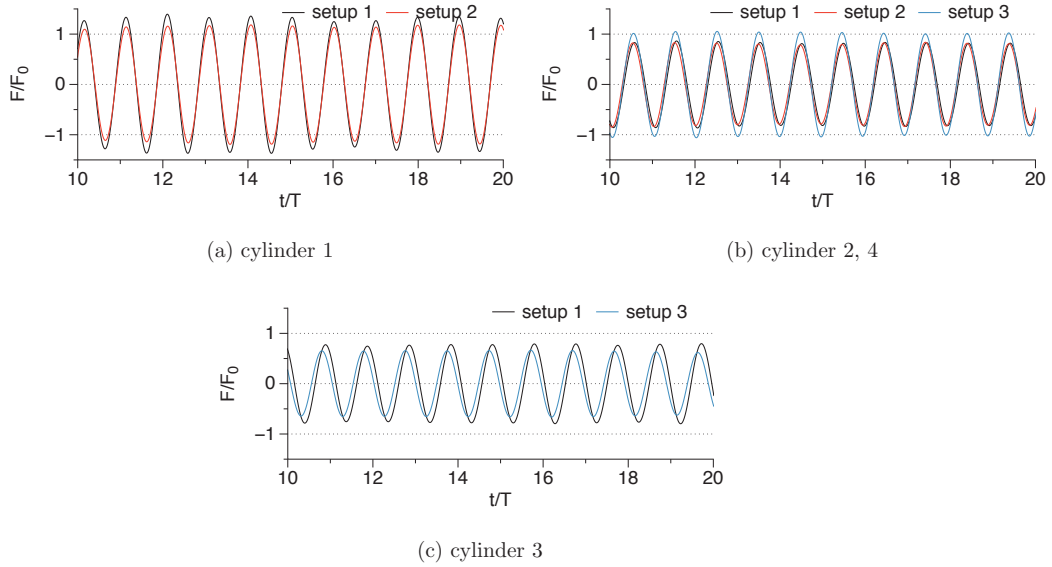 setup 1 setup 2
1
0
−1
F/F0
10 12 14 16 18 20
t/T
(a) cylinder 1
setup 1 setup 2 setup 3
1
0
−1
F/F0
10 12 14 16 18 20
t/T
(b) cylinder 2, 4
setup 1 setup 3
1
0
−1
F/F0
10 12 14 16 18 20
t/T
(c) cylinder 3